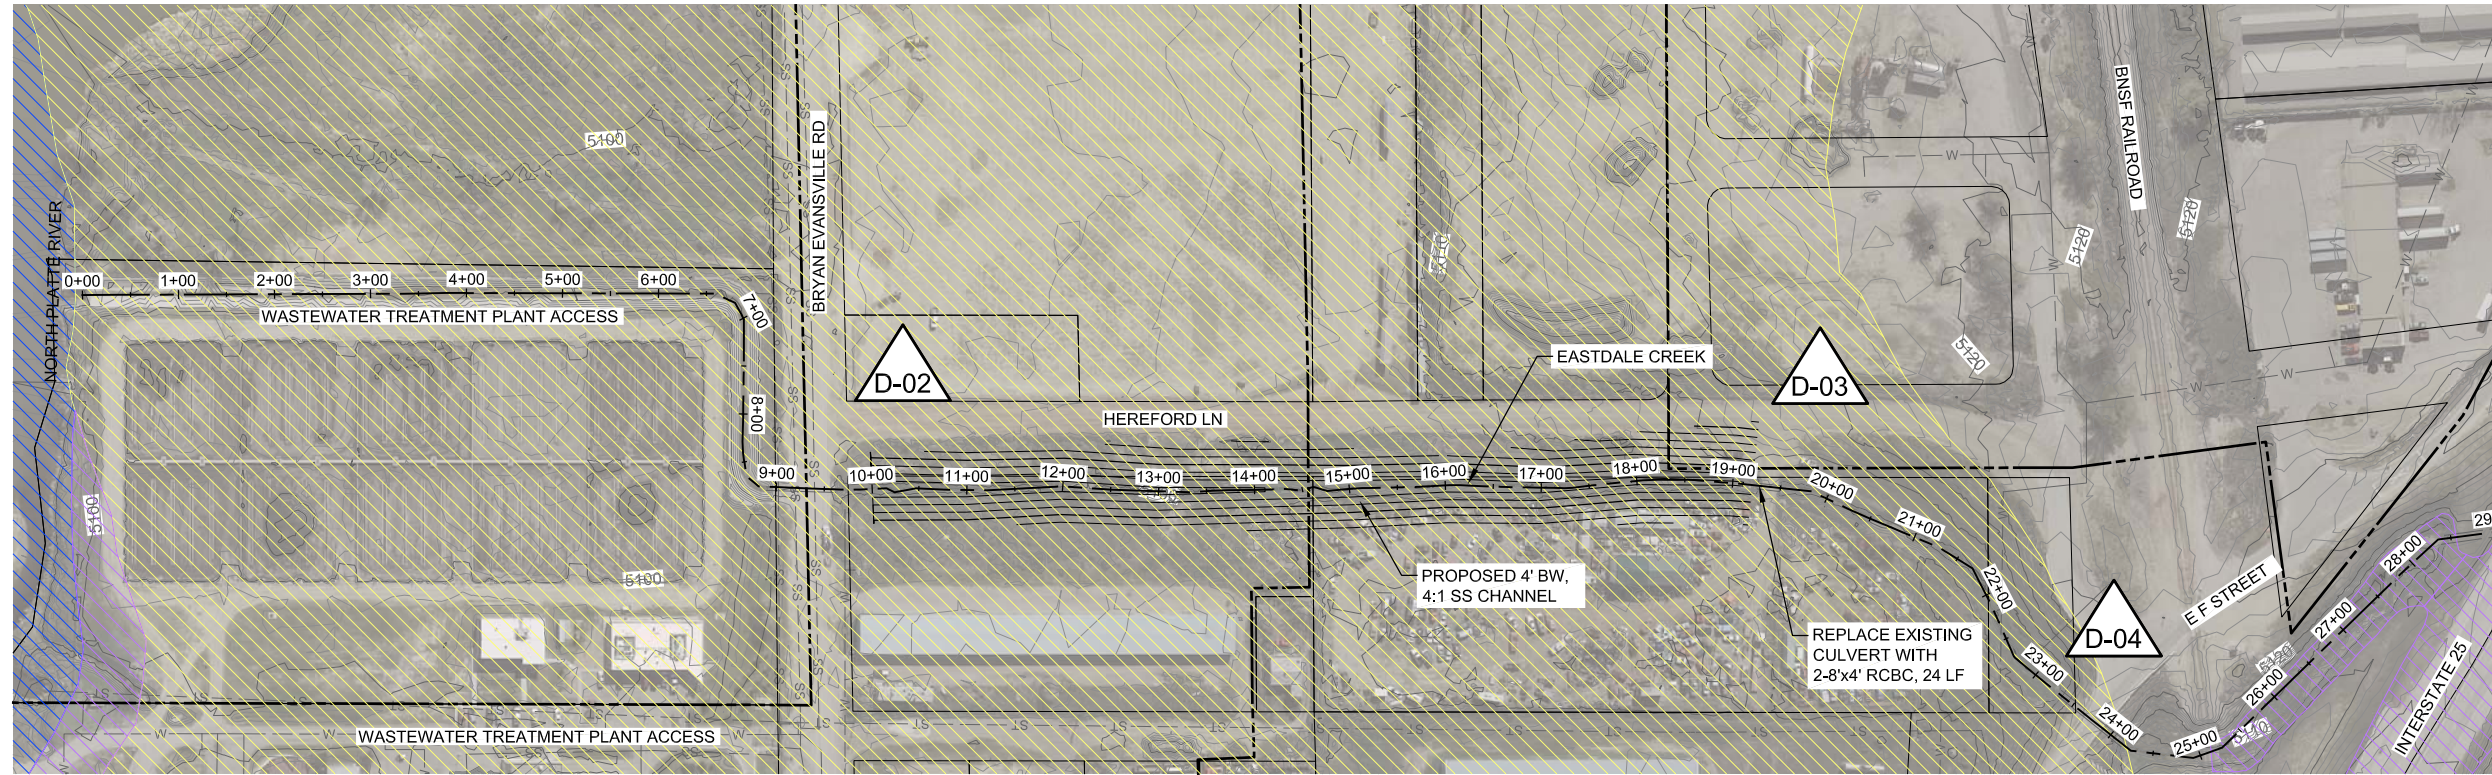 5100
BRYAN EVANSVILLE RD
BNSF RAILROAD
5120
5120
5110
NORTH PLATTE RIVER
0+00
1+00
2+00
3+00
4+00
5+00
6+00
7+00
WASTEWATER TREATMENT PLANT ACCESS
8+00
D-02
EASTDALE CREEK
D-03
5120
HEREFORD LN
9+00
10+00
11+00
12+00
13+00
14+00
15+00
16+00
17+00
18+00
19+00
20+00
21+00
22+00
23+00
24+00
25+00
26+00
27+00
28+00
29
5100
5100
PROPOSED 4' BW,
4:1 SS CHANNEL
REPLACE EXISTING
CULVERT WITH
2-8'x4' RCBC, 24 LF
D-04
E F STREET
5120
5110
INTERSTATE 25
WASTEWATER TREATMENT PLANT ACCESS